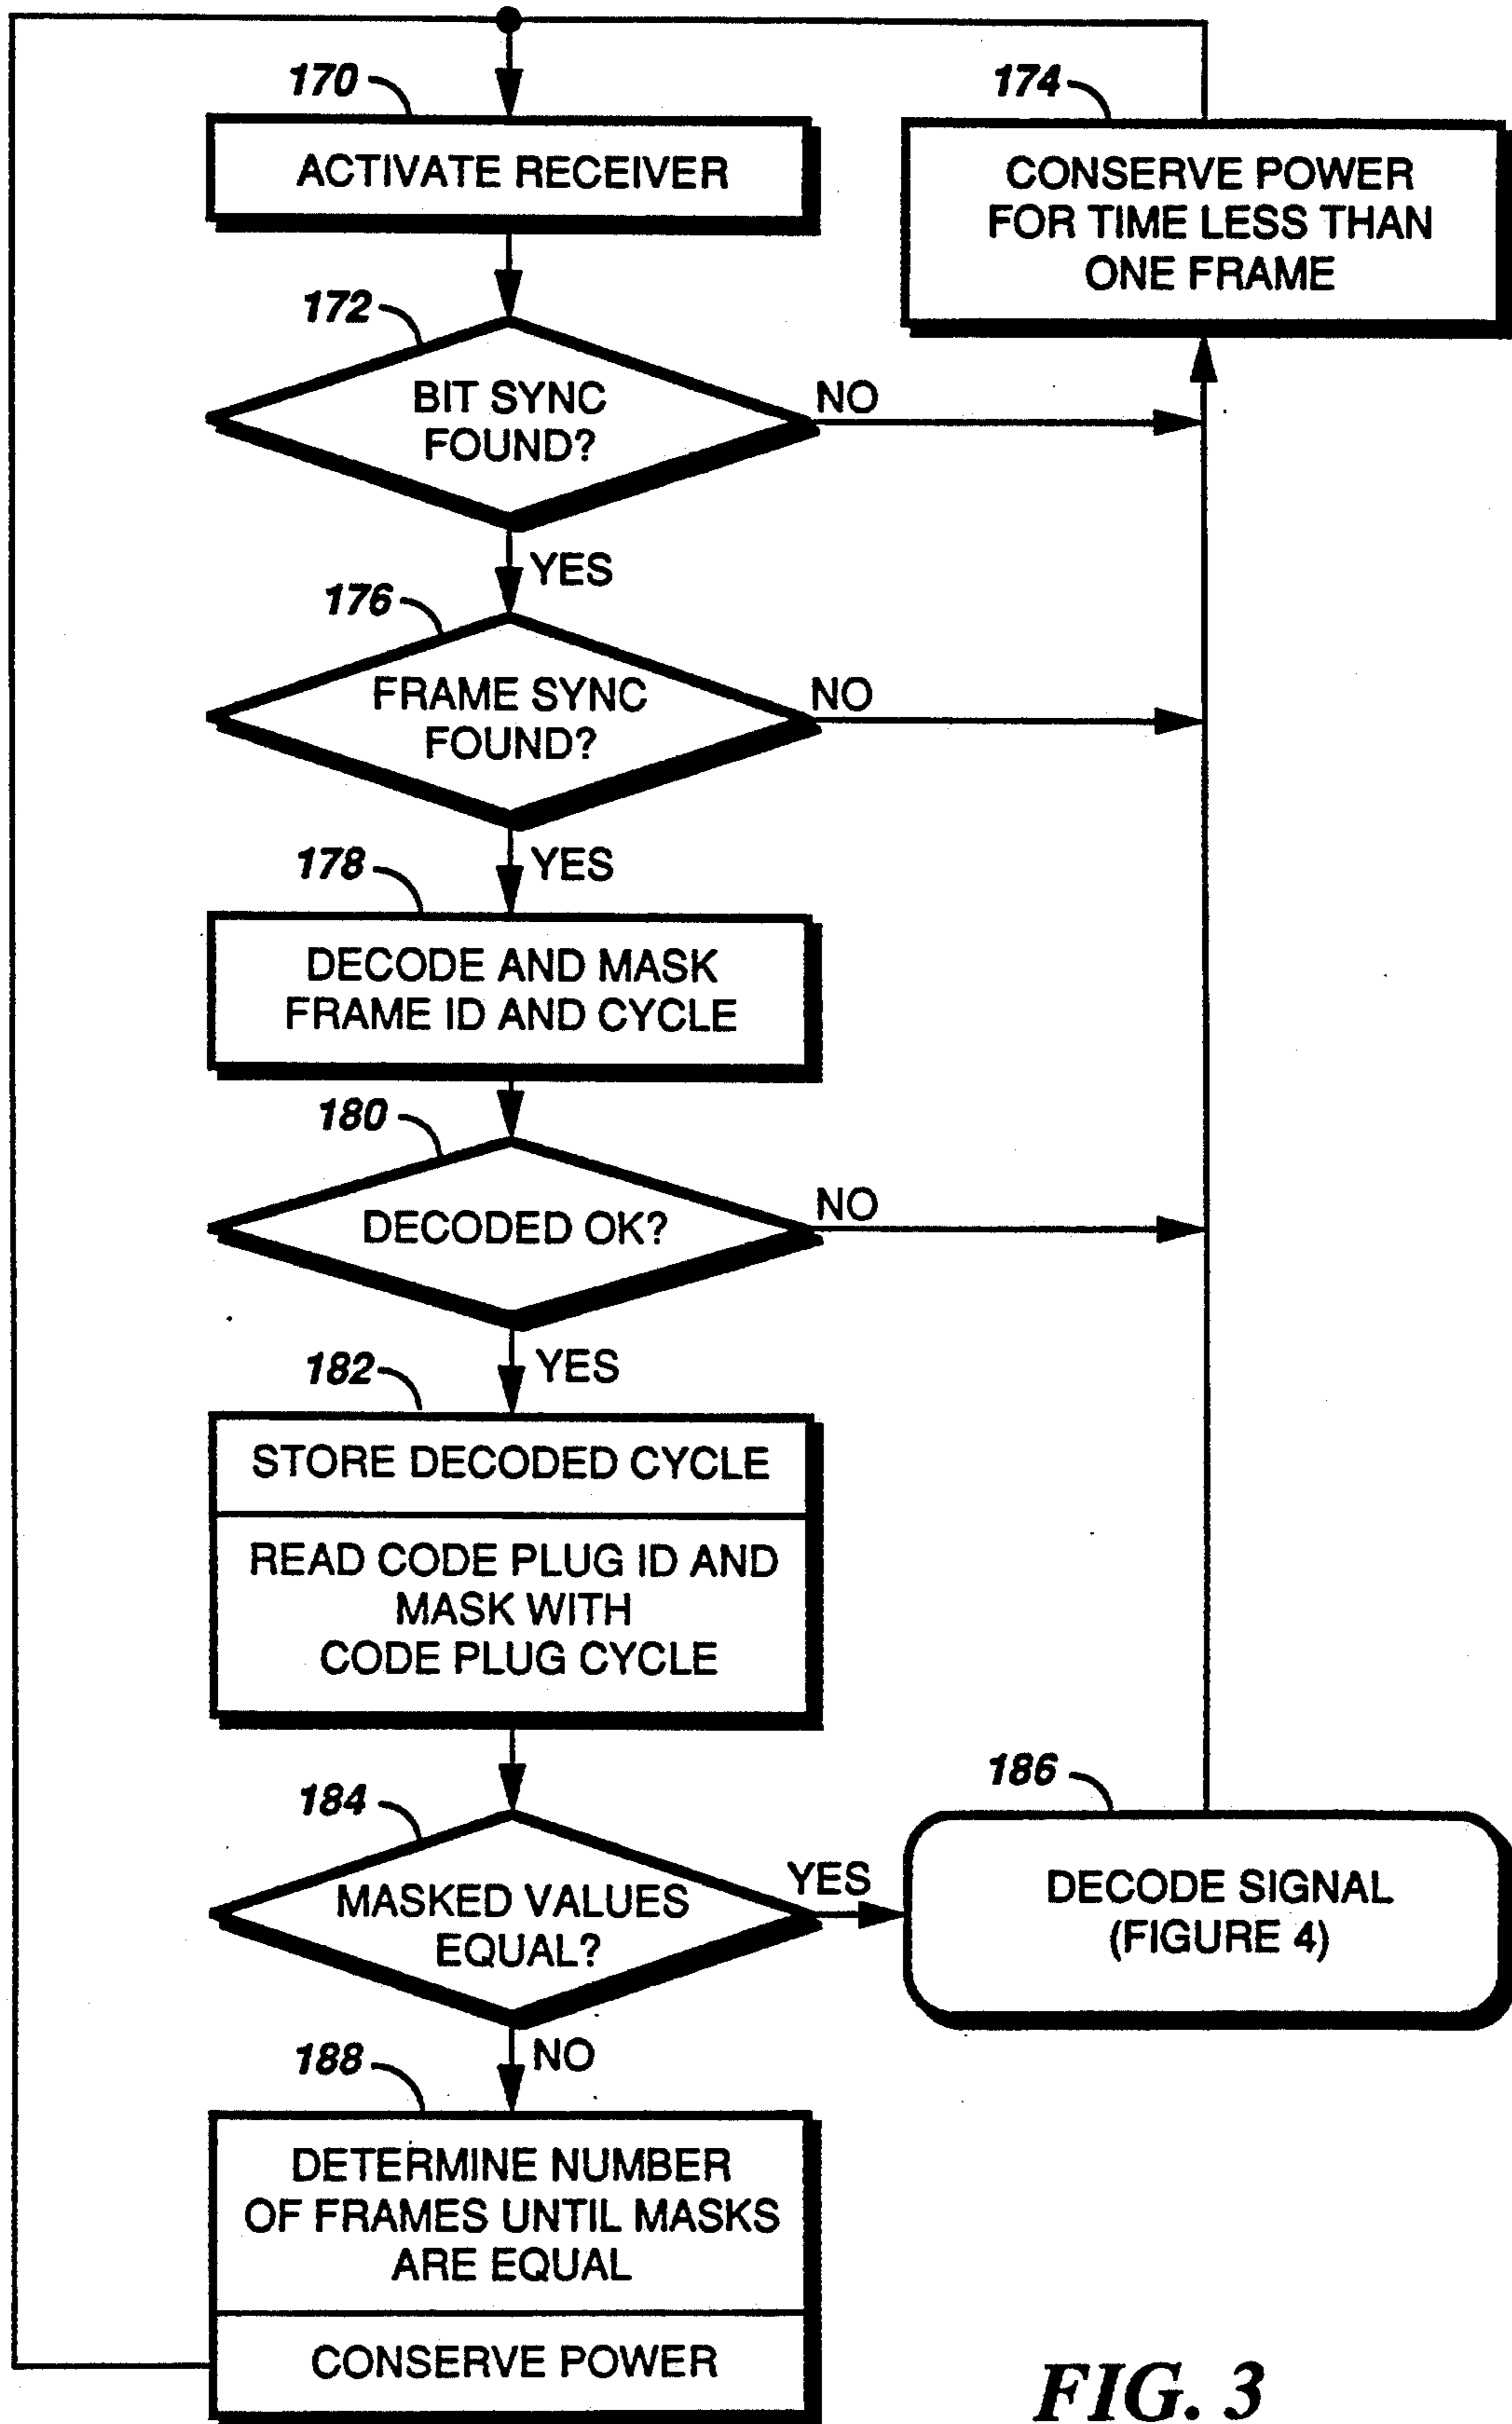 170
ACTIVATE RECEIVER
174
CONSERVE POWER
FOR TIME LESS THAN
ONE FRAME
172
BIT SYNC
FOUND?
NO
YES
176
FRAME SYNC
FOUND?
NO
YES
178
DECODE AND MASK
FRAME ID AND CYCLE
180
DECODED OK?
NO
YES
182
STORE DECODED CYCLE
READ CODE PLUG ID AND
MASK WITH
CODE PLUG CYCLE
184
MASKED VALUES
EQUAL?
YES
186
DECODE SIGNAL
(FIGURE 4)
NO
188
DETERMINE NUMBER
OF FRAMES UNTIL MASKS
ARE EQUAL
CONSERVE POWER
FIG. 3